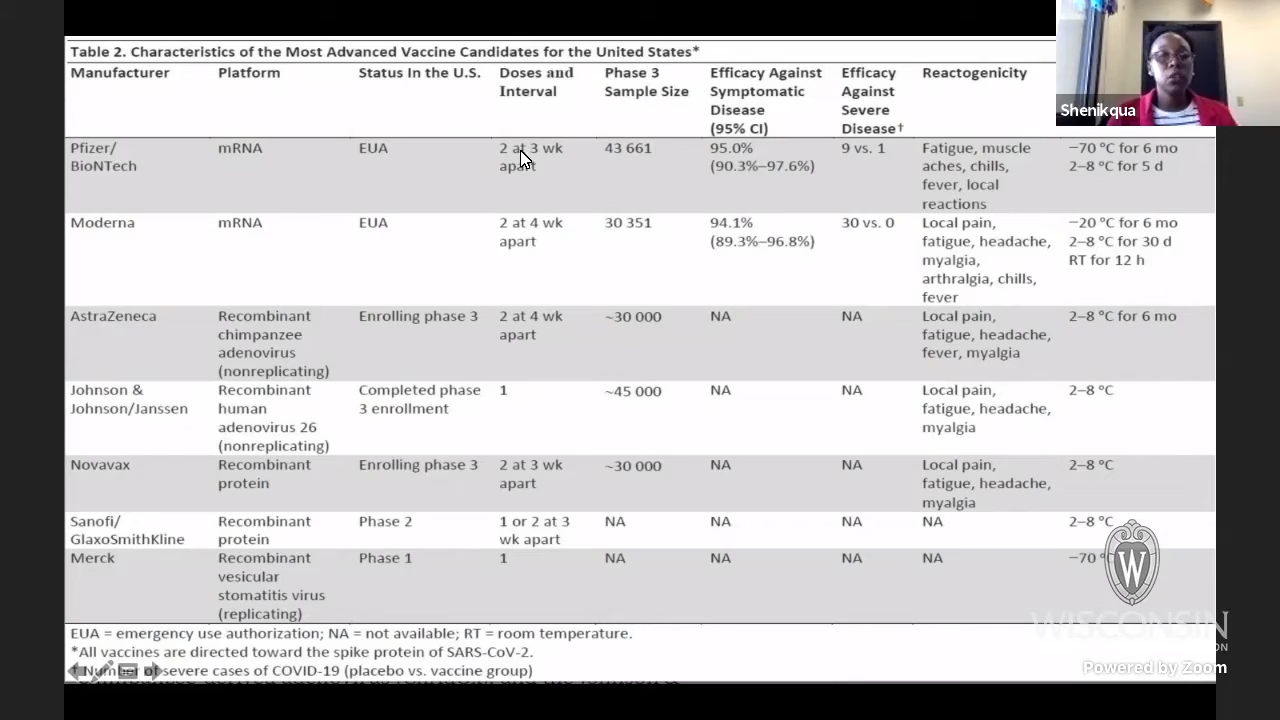 Table 2. Characteristics of the Most Advanced Vaccine Candidates for the United States*
Manufacturer Platform Status In the U.S. Doses and Interval Phase 3 Sample Size Efficacy Against Symptomatic Disease (95% CI) Efficacy Against Severe Disease† Reactogenicity
Pfizer/ BioNTech mRNA EUA 2 at 3 wk apart 43 661 95.0% (90.3%–97.6%) 9 vs. 1 Fatigue, muscle aches, chills, fever, local reactions −70 °C for 6 mo 2–8 °C for 5 d
Moderna mRNA EUA 2 at 4 wk apart 30 351 94.1% (89.3%–96.8%) 30 vs. 0 Local pain, fatigue, headache, myalgia, arthralgia, chills, fever −20 °C for 6 mo 2–8 °C for 30 d RT for 12 h
AstraZeneca Recombinant chimpanzee adenovirus (nonreplicating) Enrolling phase 3 2 at 4 wk apart ~30 000 NA NA Local pain, fatigue, headache, fever, myalgia 2–8 °C for 6 mo
Johnson & Johnson/Janssen Recombinant human adenovirus 26 (nonreplicating) Completed phase 3 enrollment 1 ~45 000 NA NA Local pain, fatigue, headache, myalgia 2–8 °C
Novavax Recombinant protein Enrolling phase 3 2 at 3 wk apart ~30 000 NA NA Local pain, fatigue, headache, myalgia 2–8 °C
Sanofi/ GlaxoSmithKline Recombinant protein Phase 2 1 or 2 at 3 wk apart NA NA NA NA 2–8 °C
Merck Recombinant vesicular stomatitis virus (replicating) Phase 1 1 NA NA NA NA −70 °C
EUA = emergency use authorization; NA = not available; RT = room temperature.
*All vaccines are directed toward the spike protein of SARS-CoV-2.
† Number of severe cases of COVID-19 (placebo vs. vaccine group)
Shenikqua
W
WISCONSIN
Powered by Zoom